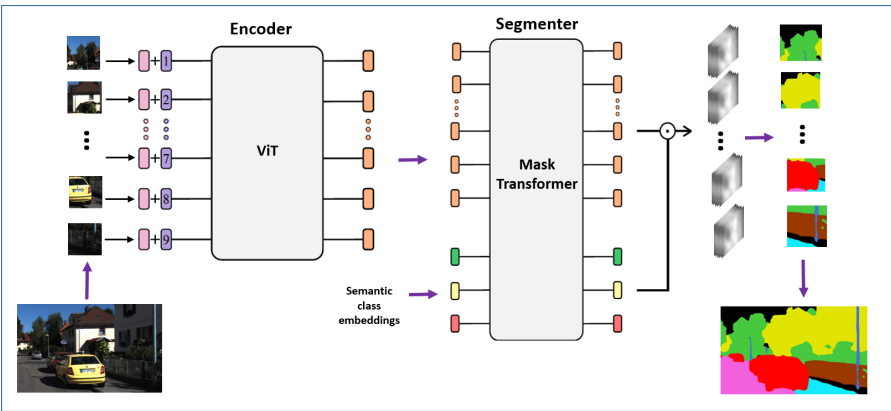 Encoder
Segmenter
+ 1
+ 2
+ 7
+ 8
+ 9
ViT
Mask
Transformer
Semantic
class
embeddings